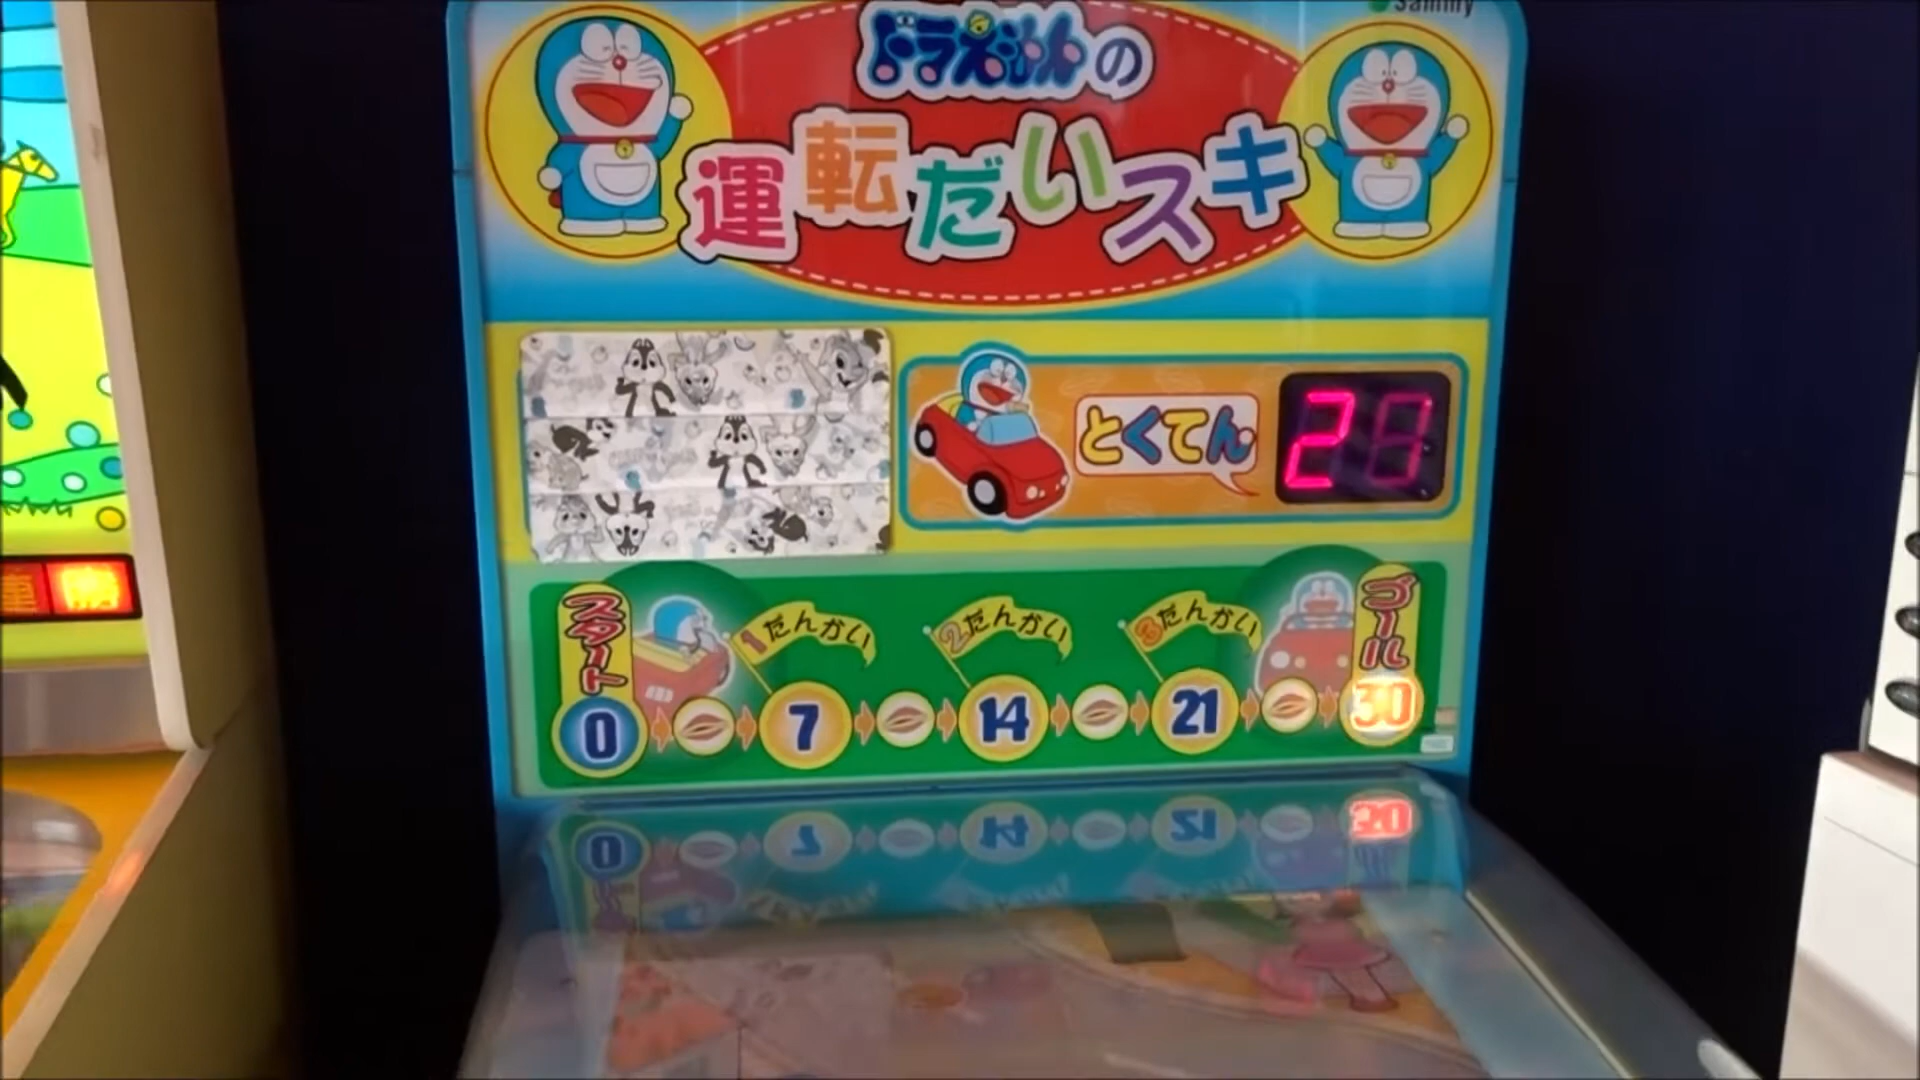 Sammy
ドラえもんの
運転だいスキ
とくてん
21
スタート
1だんかい
2だんかい
3だんかい
ゴール
0
7
14
21
30